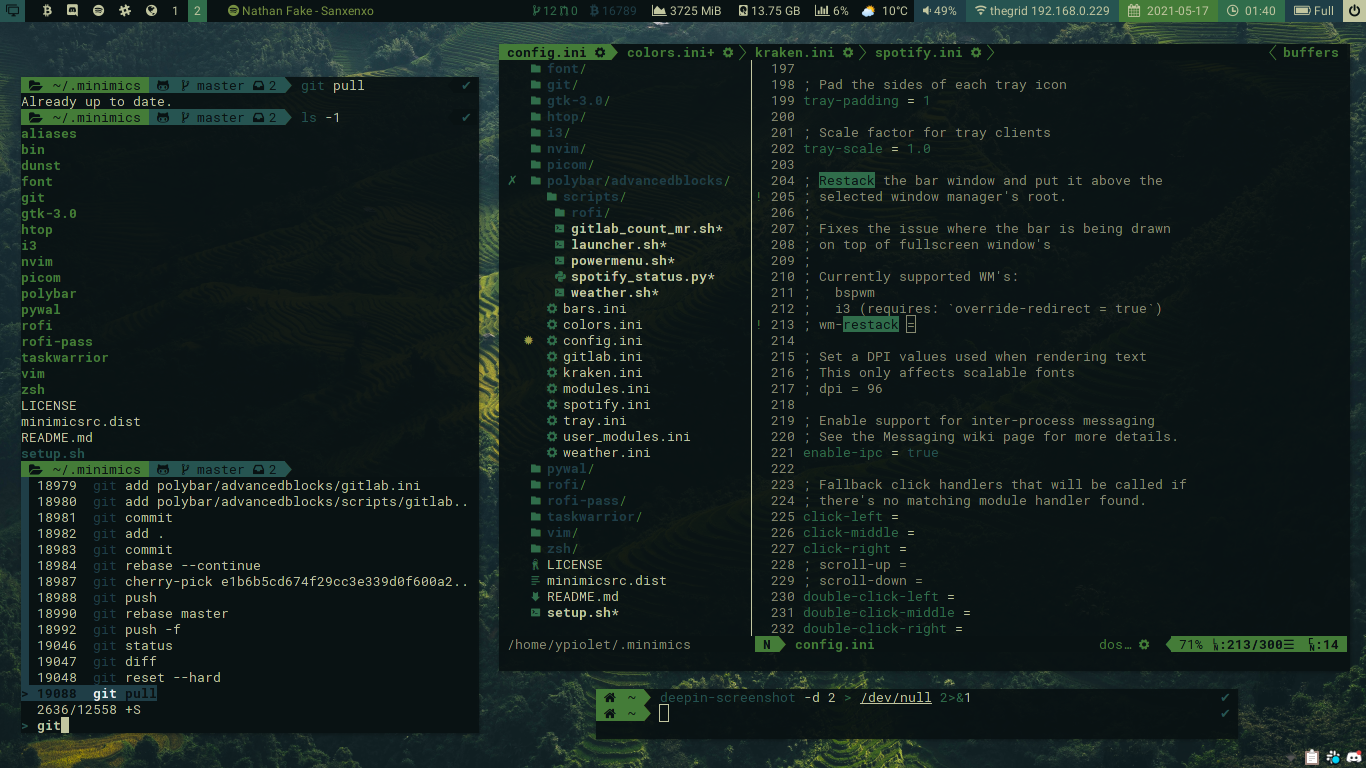 1 2 Nathan Fake - Sanxenxo 12 0 16789 3725 MiB 13.75 GB 6% 10°C 49% thegrid 192.168.0.229 2021-05-17 01:40 Full
~/.minimics master 2 git pull ✔
Already up to date.
~/.minimics master 2 ls -1 ✔
aliases
bin
dunst
font
git
gtk-3.0
htop
i3
nvim
picom
polybar
pywal
rofi
rofi-pass
taskwarrior
vim
zsh
LICENSE
minimicsrc.dist
README.md
setup.sh
~/.minimics master 2
18979 git add polybar/advancedblocks/gitlab.ini
18980 git add polybar/advancedblocks/scripts/gitlab..
18981 git commit
18982 git add .
18983 git commit
18984 git rebase --continue
18987 git cherry-pick e1b6b5cd674f29cc3e339d0f600a2..
18988 git push
18990 git rebase master
18992 git push -f
19046 git status
19047 git diff
19048 git reset --hard
> 19088 git pull
2636/12558 +S
> git
config.ini colors.ini+ kraken.ini spotify.ini buffers
font/
git/
gtk-3.0/
htop/
i3/
nvim/
picom/
✗ polybar/advancedblocks/
scripts/
rofi/
gitlab_count_mr.sh*
launcher.sh*
powermenu.sh*
spotify_status.py*
weather.sh*
bars.ini
colors.ini
config.ini
gitlab.ini
kraken.ini
modules.ini
spotify.ini
tray.ini
user_modules.ini
weather.ini
pywal/
rofi/
rofi-pass/
taskwarrior/
vim/
zsh/
LICENSE
minimicsrc.dist
README.md
setup.sh*
/home/ypiolet/.minimics
197
198 ; Pad the sides of each tray icon
199 tray-padding = 1
200
201 ; Scale factor for tray clients
202 tray-scale = 1.0
203
204 ; Restack the bar window and put it above the
! 205 ; selected window manager's root.
206 ;
207 ; Fixes the issue where the bar is being drawn
208 ; on top of fullscreen window's
209 ;
210 ; Currently supported WM's:
211 ;   bspwm
212 ;   i3 (requires: `override-redirect = true`)
! 213 ; wm-restack =
214
215 ; Set a DPI values used when rendering text
216 ; This only affects scalable fonts
217 ; dpi = 96
218
219 ; Enable support for inter-process messaging
220 ; See the Messaging wiki page for more details.
221 enable-ipc = true
222
223 ; Fallback click handlers that will be called if
224 ; there's no matching module handler found.
225 click-left =
226 click-middle =
227 click-right =
228 ; scroll-up =
229 ; scroll-down =
230 double-click-left =
231 double-click-middle =
232 double-click-right =
N config.ini dos… 71% :213/300 :14
~ deepin-screenshot -d 2 > /dev/null 2>&1 ✔
~ ✔